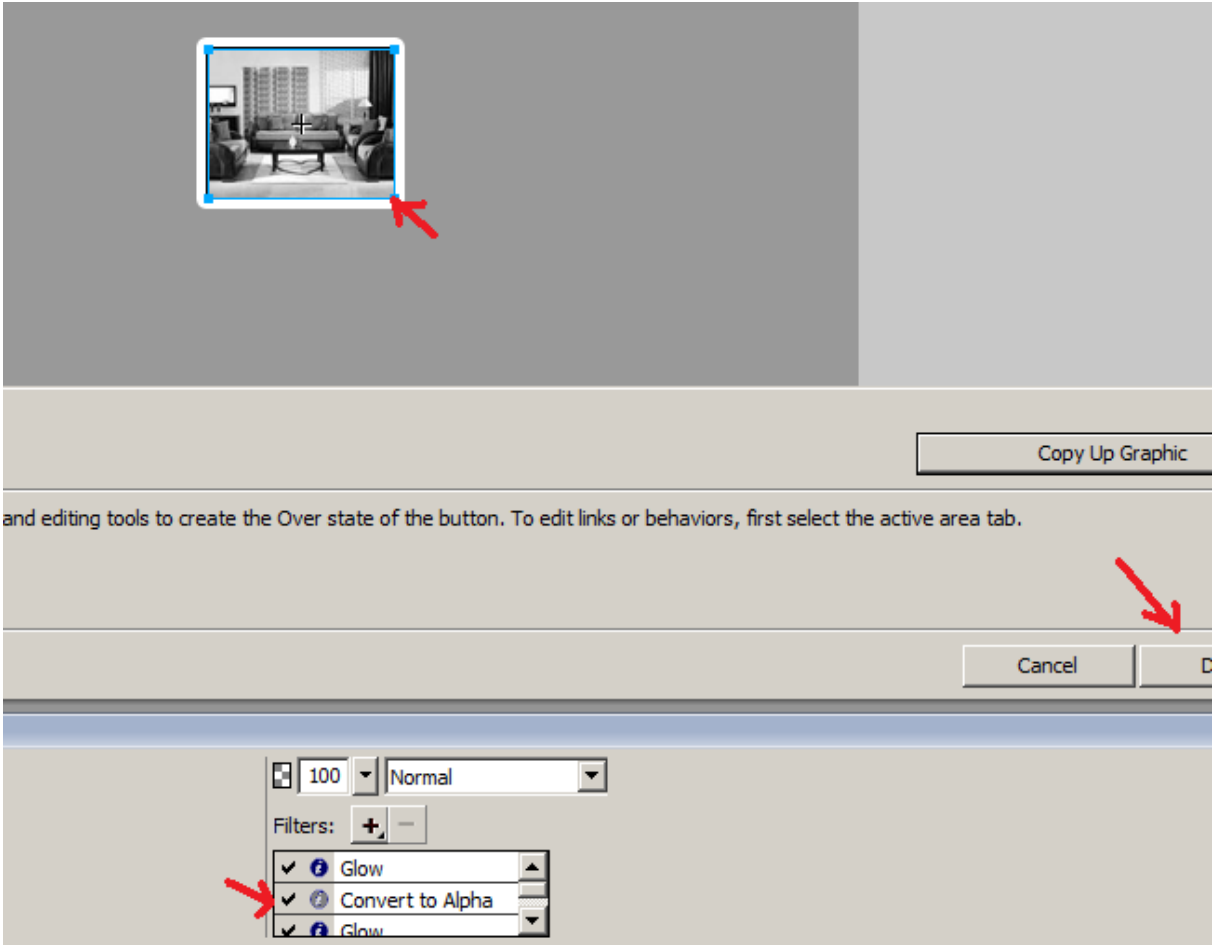 Copy Up Graphic
and editing tools to create the Over state of the button. To edit links or behaviors, first select the active area tab.
Cancel
D
100 Normal
Filters:
Glow
Convert to Alpha
Glow